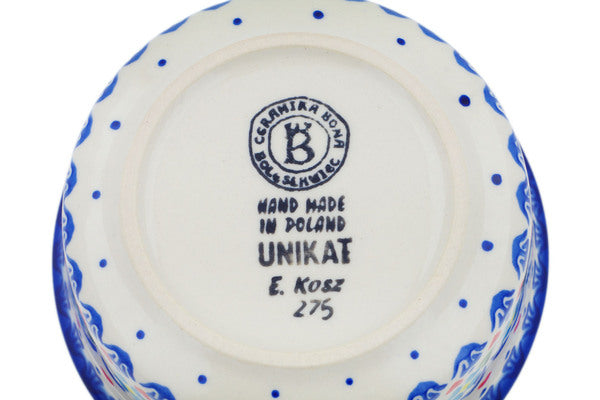 CERAMIKA BONA
BOLESŁAWIEC
B
HAND MADE
IN POLAND
UNIKAT
E. Kosz
275